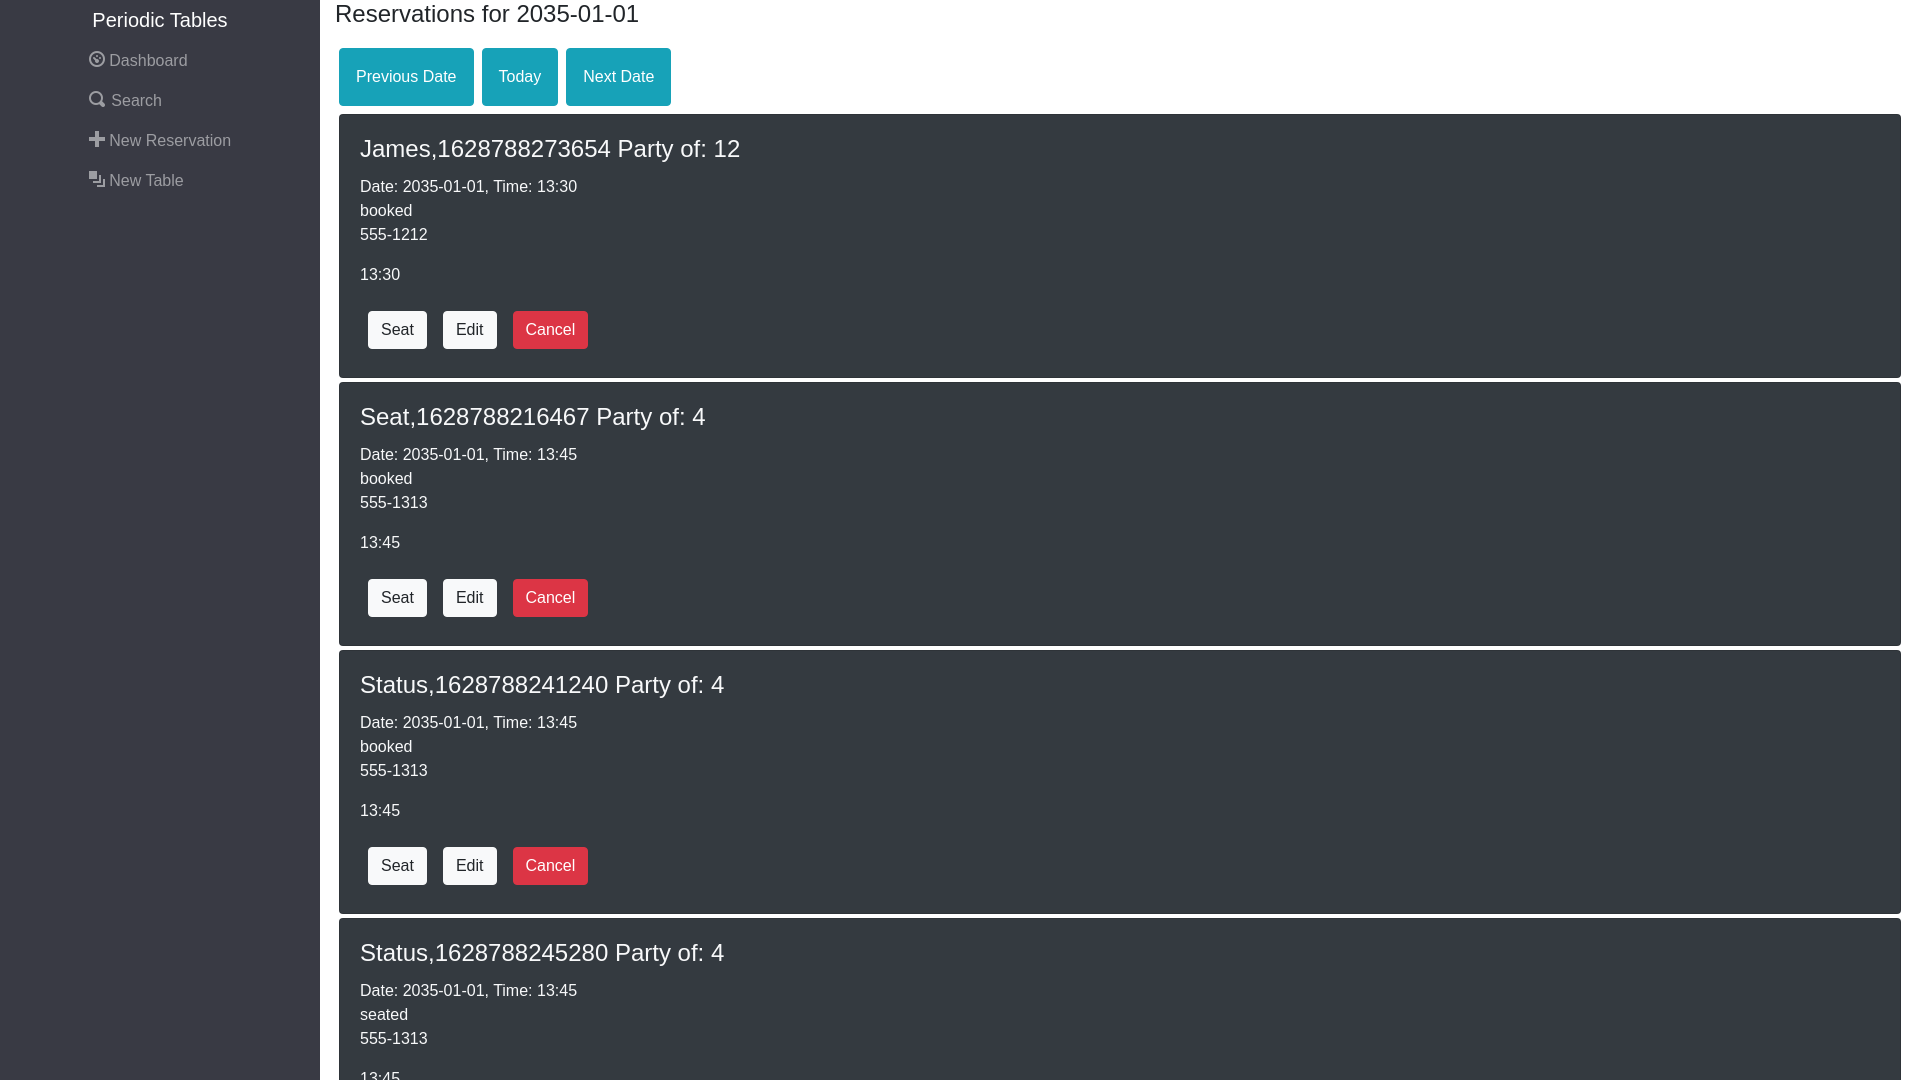 Periodic Tables
Dashboard
Search
New Reservation
New Table
Reservations for 2035-01-01
Previous Date
Today
Next Date
James,1628788273654 Party of: 12
Date: 2035-01-01, Time: 13:30
booked
555-1212
13:30
Seat
Edit
Cancel
Seat,1628788216467 Party of: 4
Date: 2035-01-01, Time: 13:45
booked
555-1313
13:45
Seat
Edit
Cancel
Status,1628788241240 Party of: 4
Date: 2035-01-01, Time: 13:45
booked
555-1313
13:45
Seat
Edit
Cancel
Status,1628788245280 Party of: 4
Date: 2035-01-01, Time: 13:45
seated
555-1313
13:45